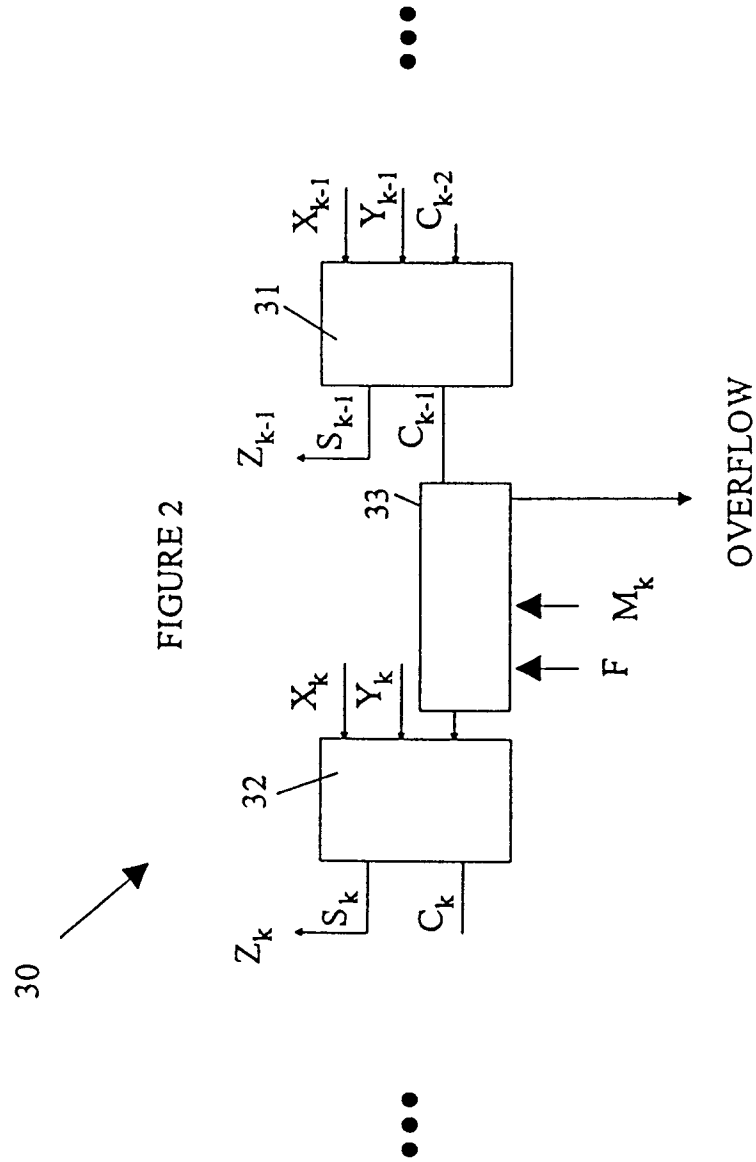 30
FIGURE 2
Z_k
S_k
C_k
32
X_k
Y_k
33
F
M_k
OVERFLOW
Z_{k-1}
S_{k-1}
C_{k-1}
31
X_{k-1}
Y_{k-1}
C_{k-2}